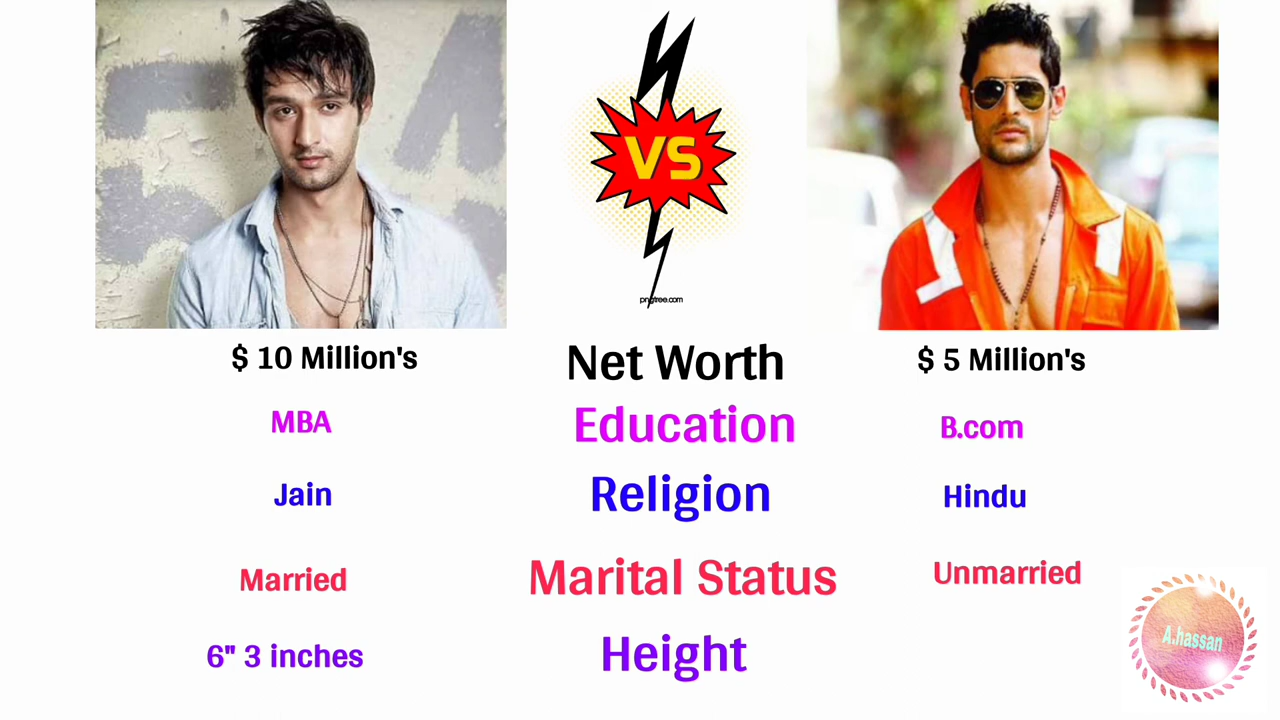 VS
pngtree.com
$ 10 Million's Net Worth $ 5 Million's
MBA Education B.com
Jain Religion Hindu
Married Marital Status Unmarried
6" 3 inches Height
A.hassan